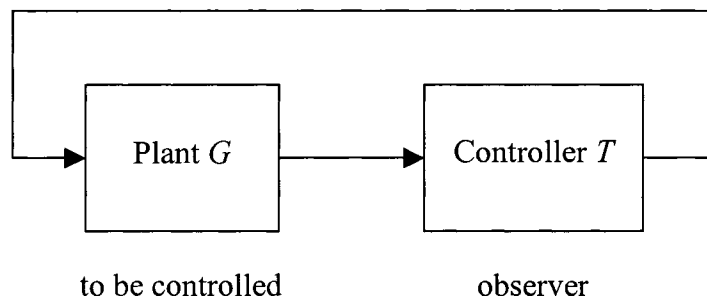 Plant G
Controller T
to be controlled
observer